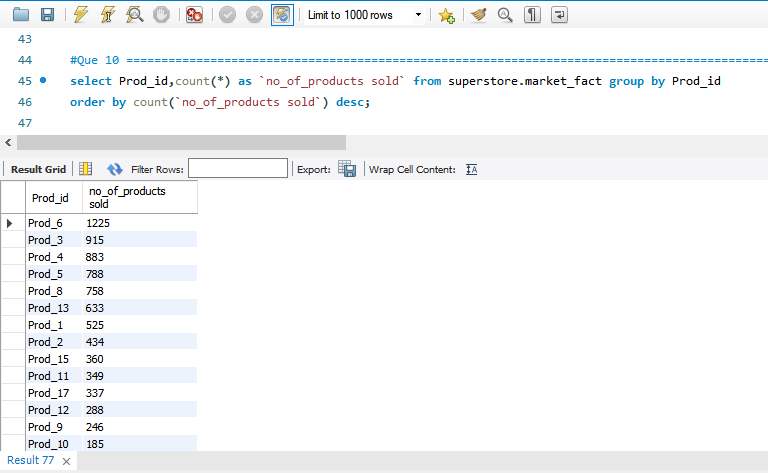 Limit to 1000 rows
43
44 #Que 10 ==========================================================================================
45 select Prod_id,count(*) as `no_of_products sold` from superstore.market_fact group by Prod_id
46 order by count(`no_of_products sold`) desc;
47
Result Grid Filter Rows: Export: Wrap Cell Content:
Prod_id no_of_products
sold
Prod_6 1225
Prod_3 915
Prod_4 883
Prod_5 788
Prod_8 758
Prod_13 633
Prod_1 525
Prod_2 434
Prod_15 360
Prod_11 349
Prod_17 337
Prod_12 288
Prod_9 246
Prod_10 185
Result 77